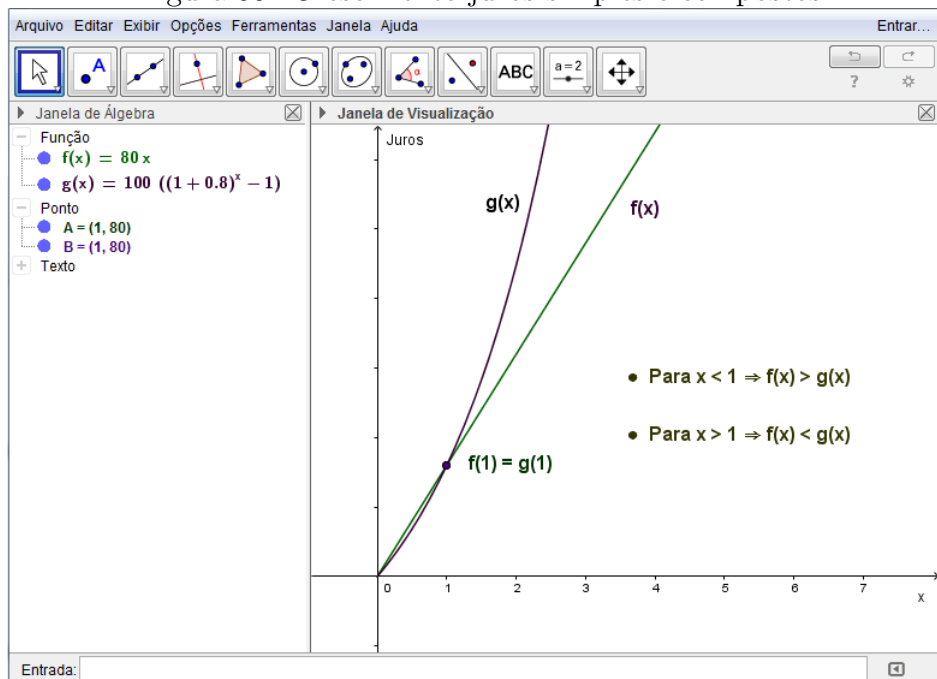 Arquivo Editar Exibir Opções Ferramentas Janela Ajuda Entrar...
A
α
ABC
a = 2
?
Janela de Álgebra
Janela de Visualização
Função
f(x) = 80 x
g(x) = 100 ((1 + 0.8)^x − 1)
Ponto
A = (1, 80)
B = (1, 80)
Texto
Juros
g(x)
f(x)
Para x < 1 ⇒ f(x) > g(x)
Para x > 1 ⇒ f(x) < g(x)
f(1) = g(1)
0 1 2 3 4 5 6 7
x
Entrada: